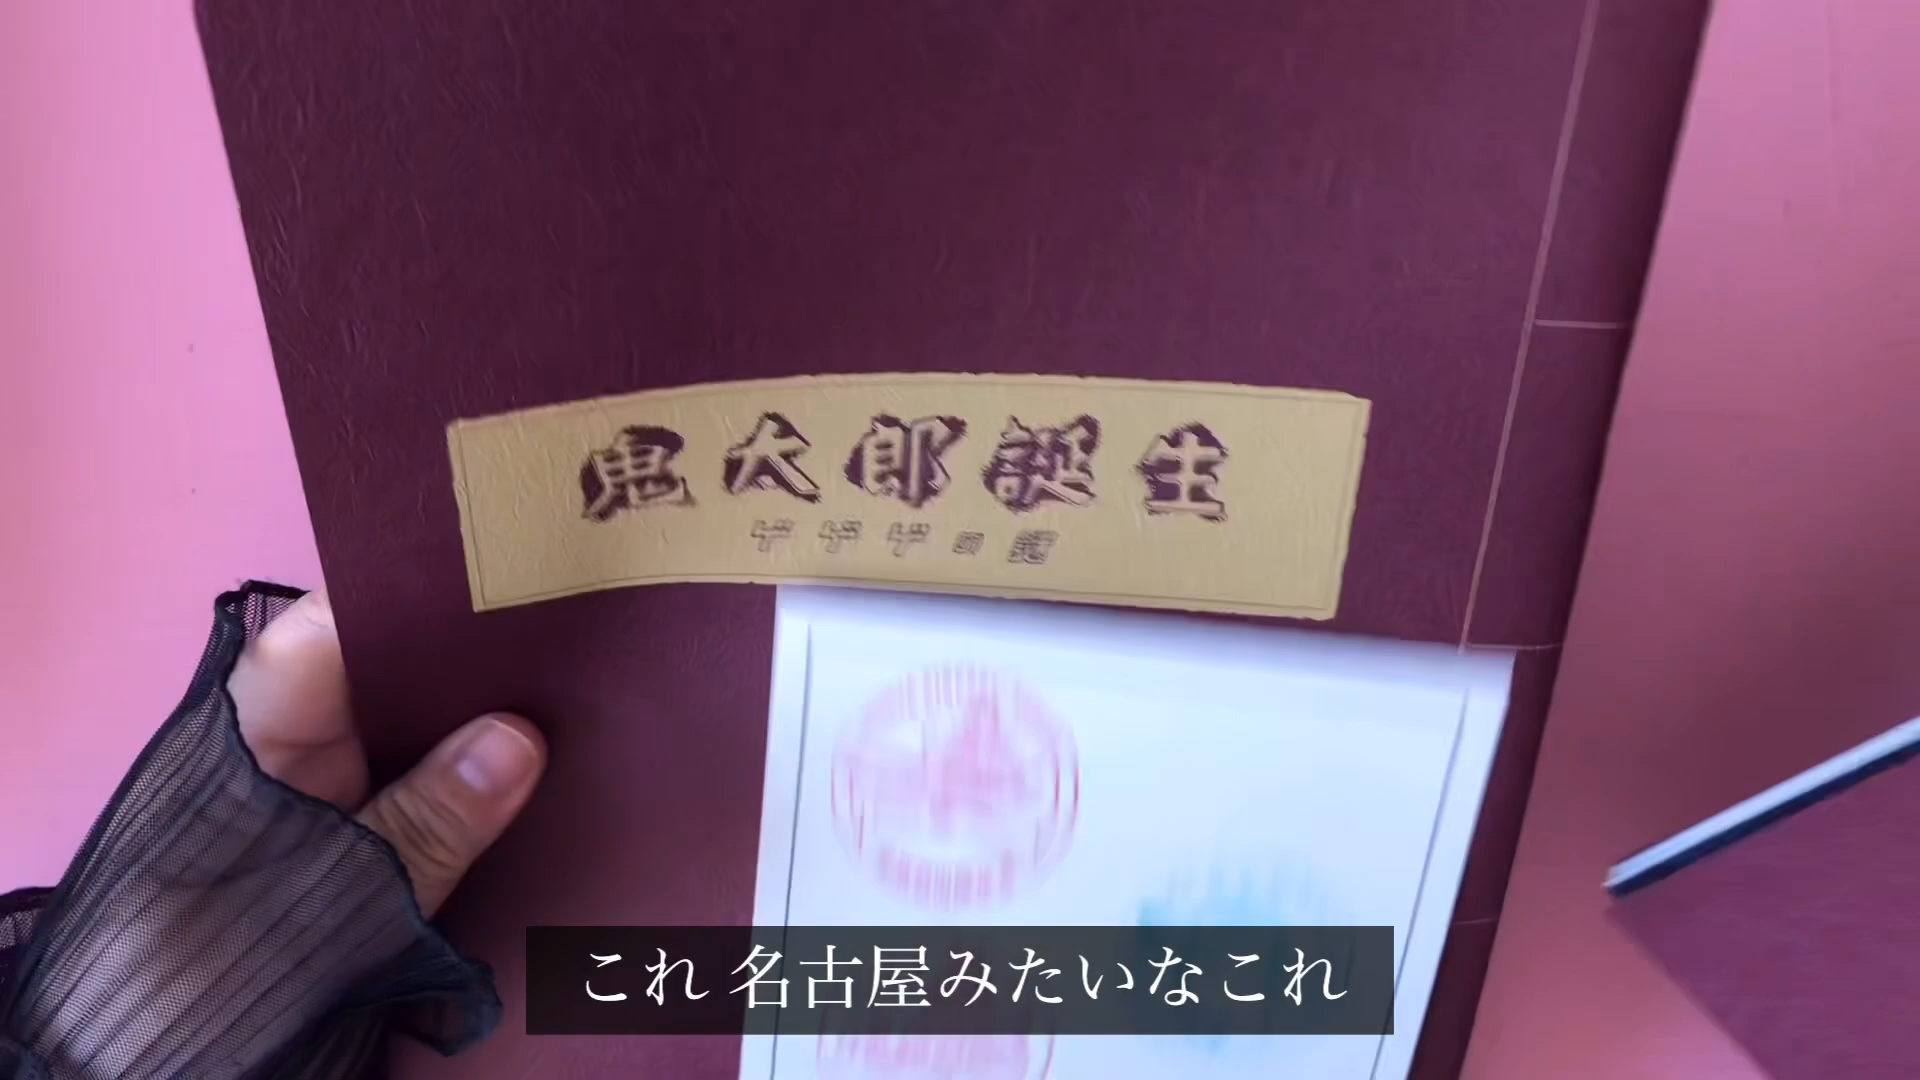 鬼太郎誕生
ゲゲゲの謎
これ 名古屋みたいなこれ